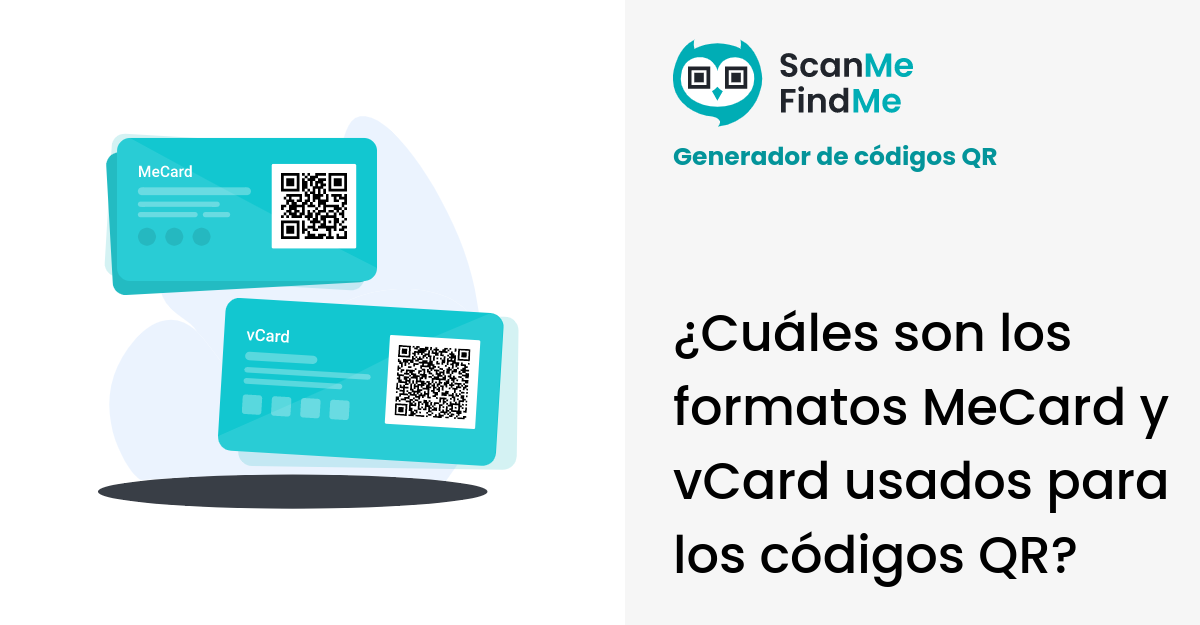 MeCard
vCard
ScanMe
FindMe
Generador de códigos QR
¿Cuáles son los
formatos MeCard y
vCard usados para
los códigos QR?